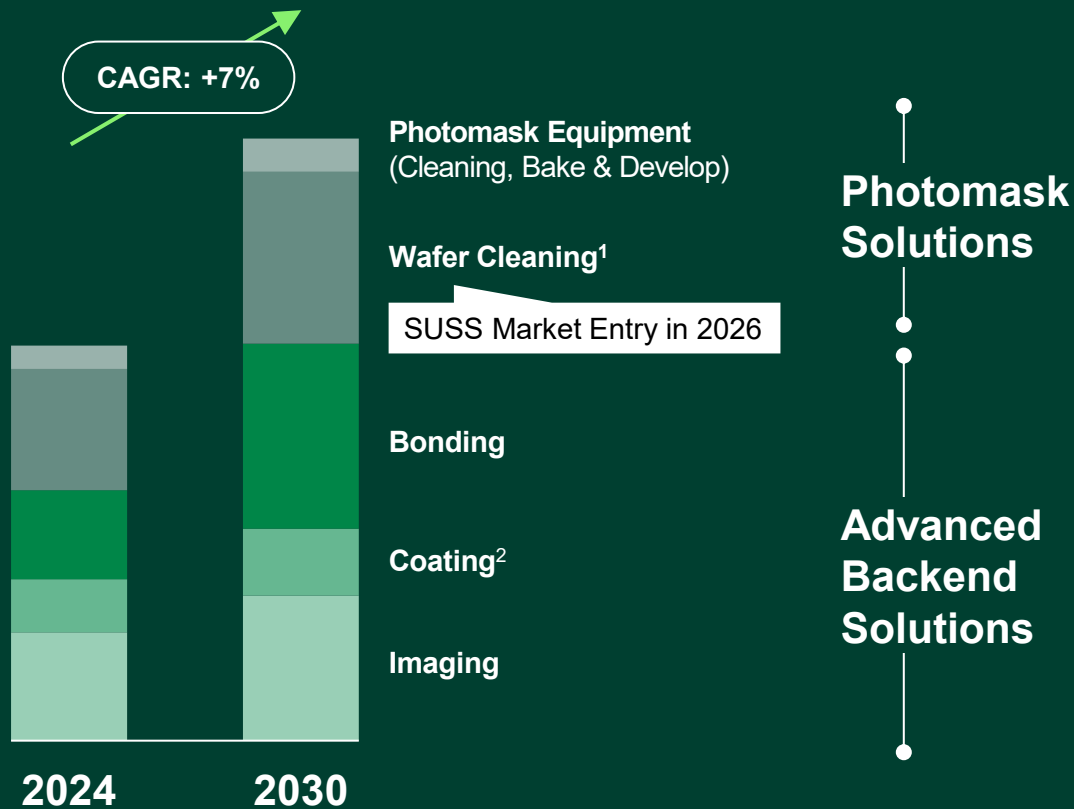 CAGR: +7%
Photomask Equipment
(Cleaning, Bake & Develop)
Wafer Cleaning¹
SUSS Market Entry in 2026
Bonding
Coating²
Imaging
Photomask
Solutions
Advanced
Backend
Solutions
2024
2030